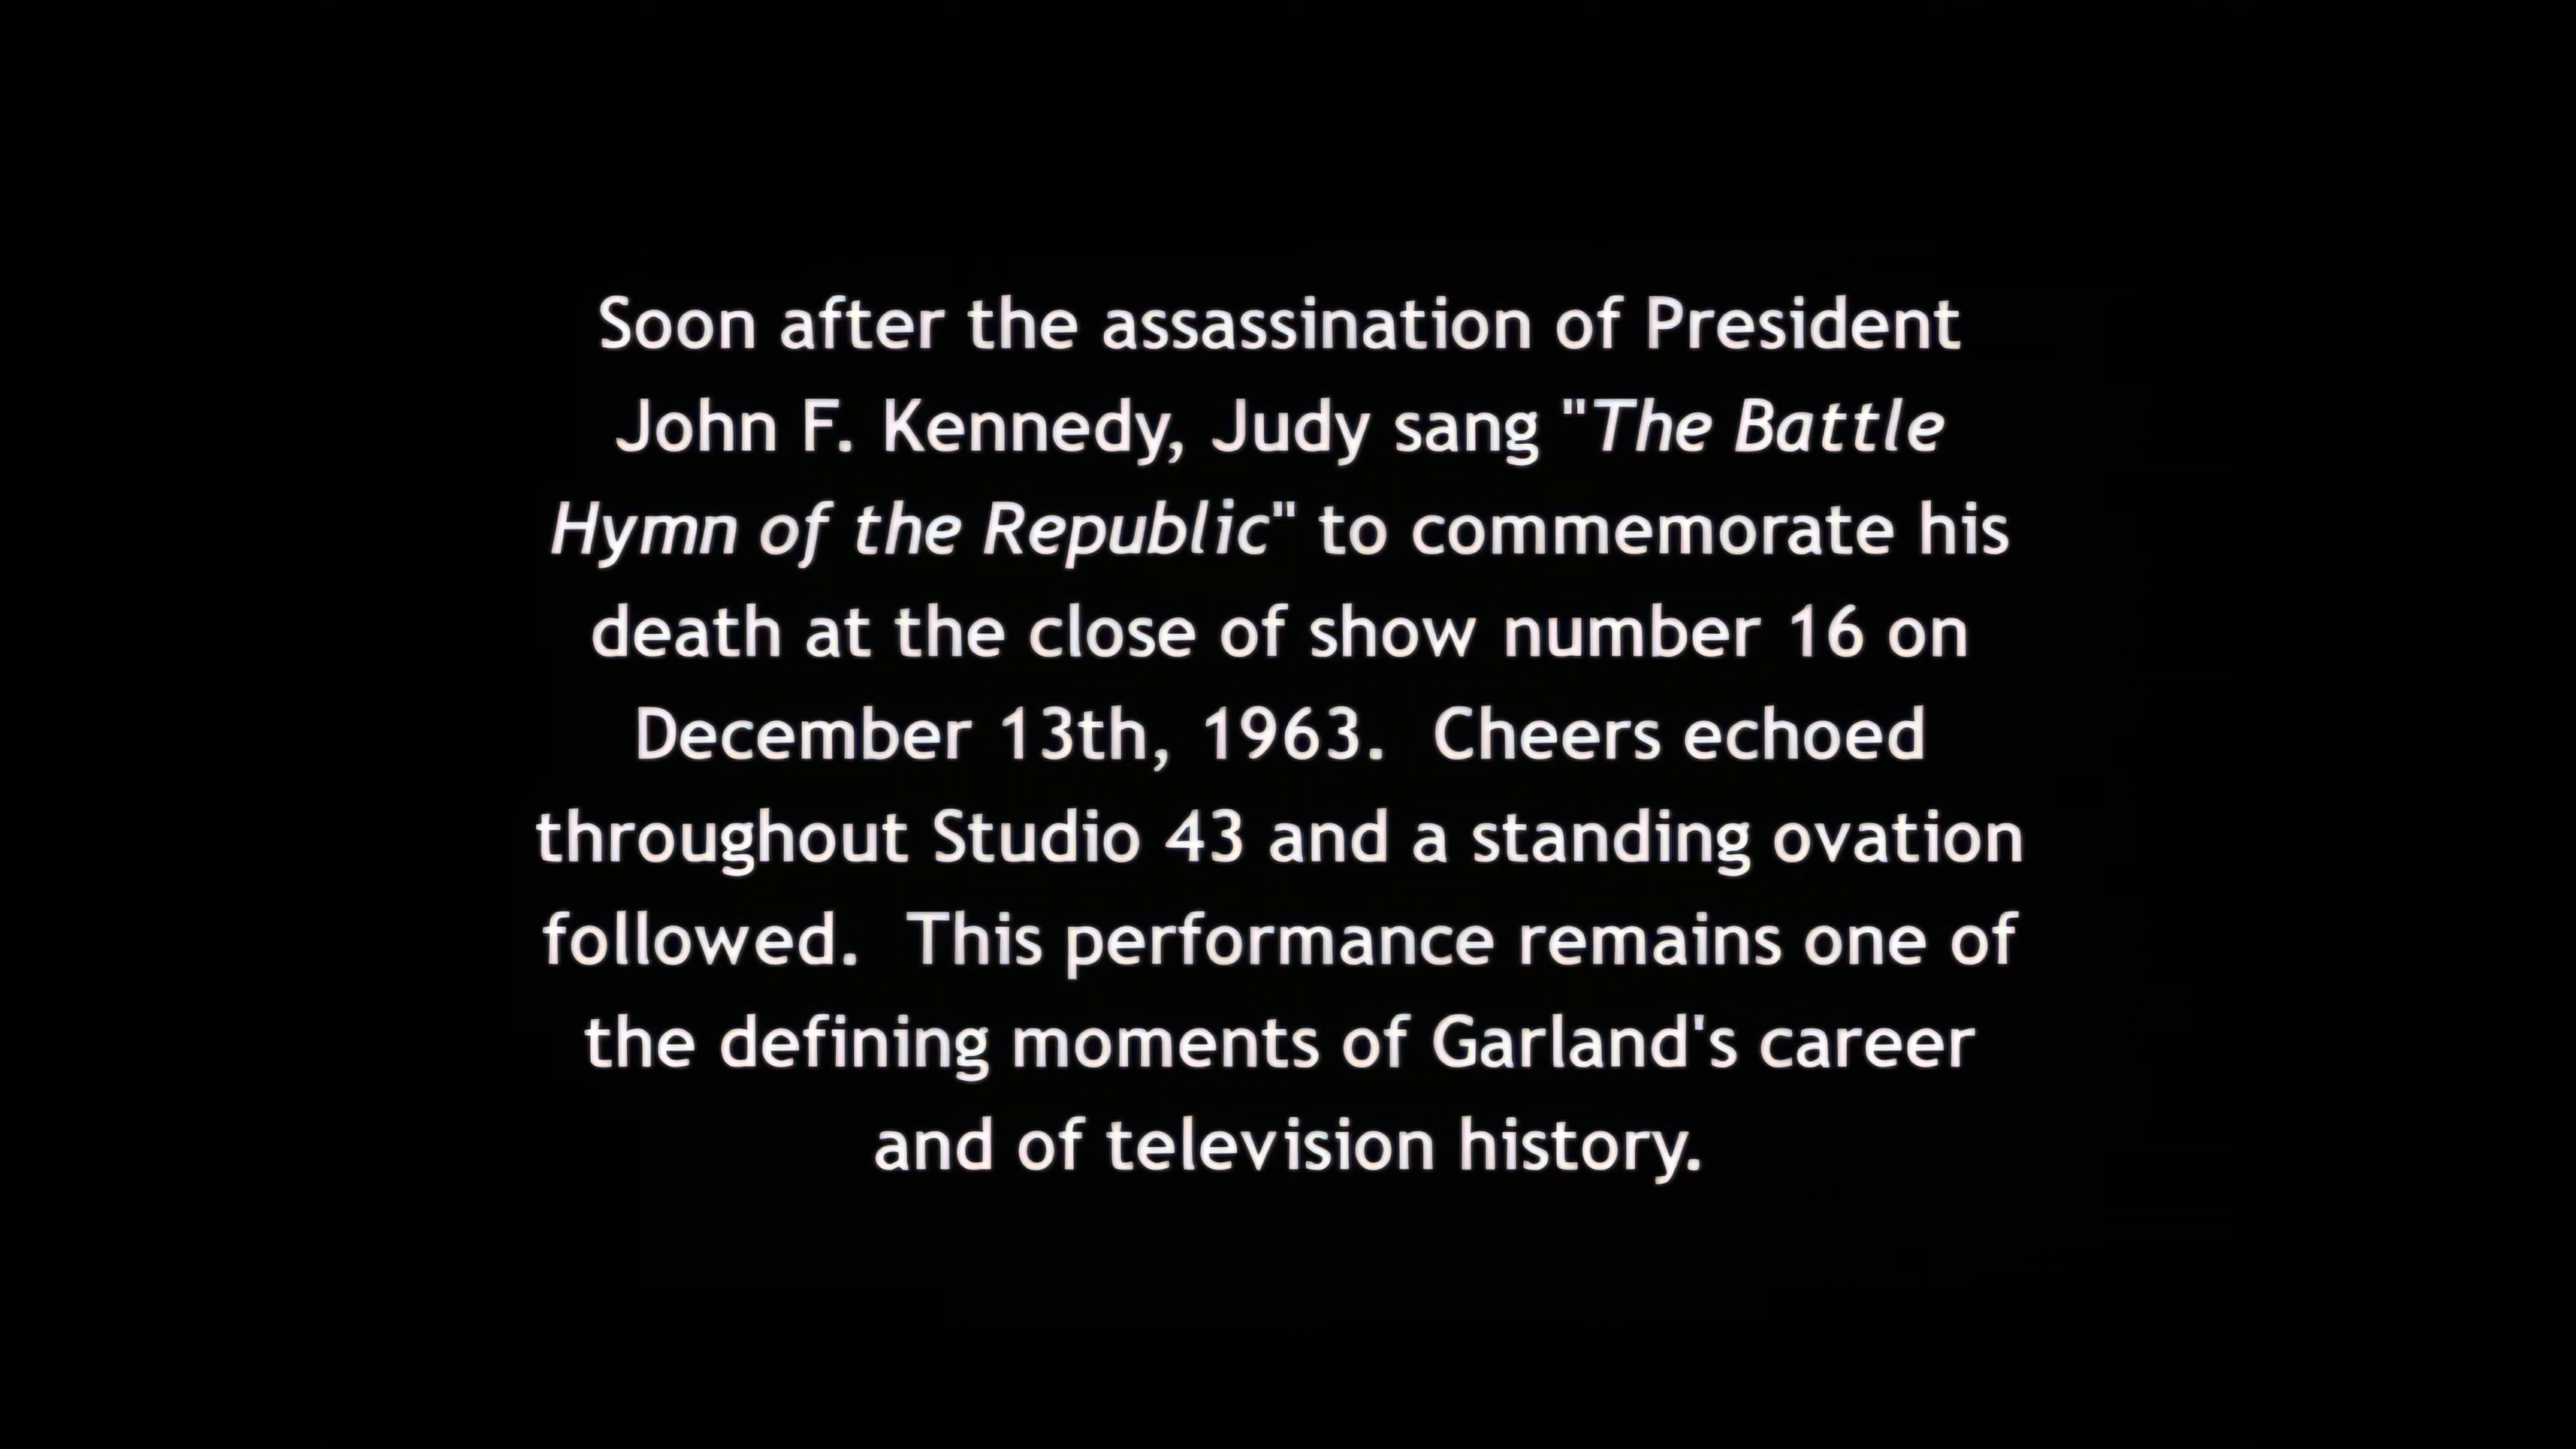 Soon after the assassination of President
John F. Kennedy, Judy sang "The Battle
Hymn of the Republic" to commemorate his
death at the close of show number 16 on
December 13th, 1963.  Cheers echoed
throughout Studio 43 and a standing ovation
followed.  This performance remains one of
the defining moments of Garland's career
and of television history.